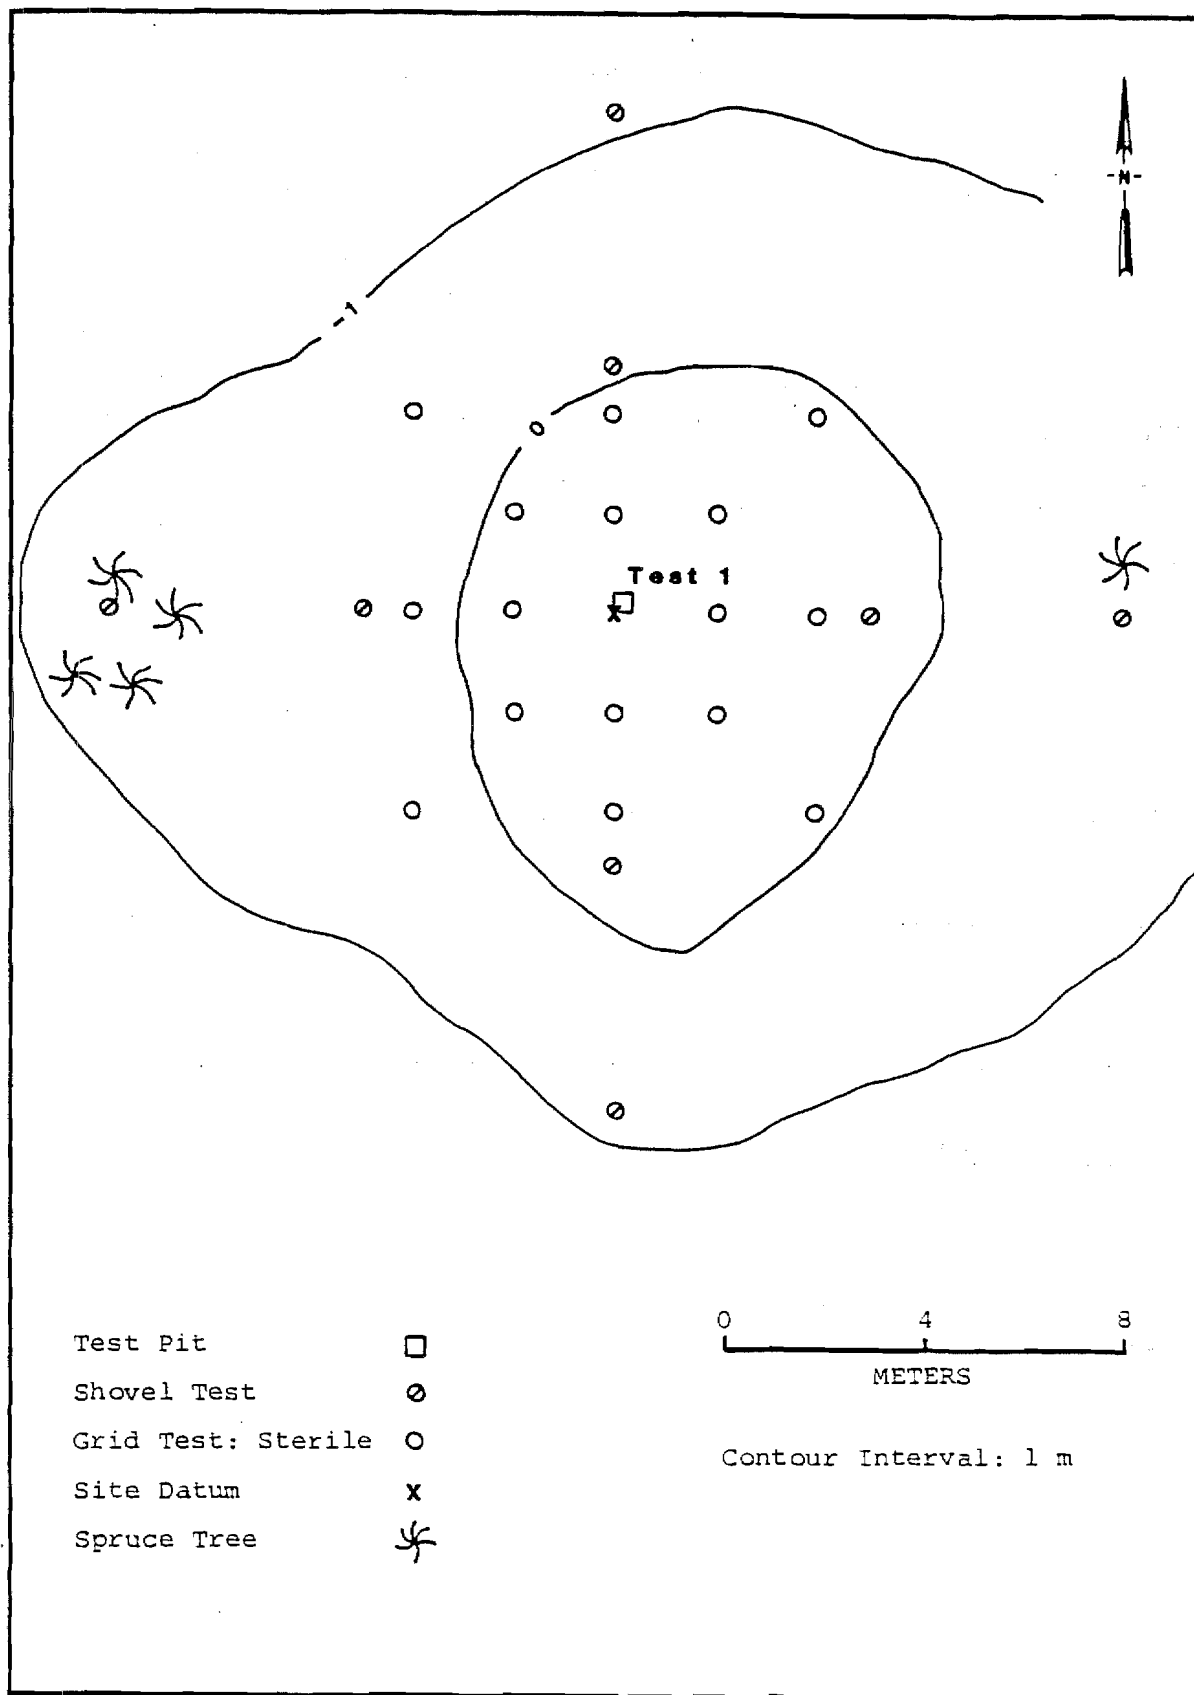 -N-
-1
0
Test 1
x
0 4 8
METERS
Test Pit
Shovel Test
Grid Test: Sterile
Site Datum x
Spruce Tree
Contour Interval: 1 m